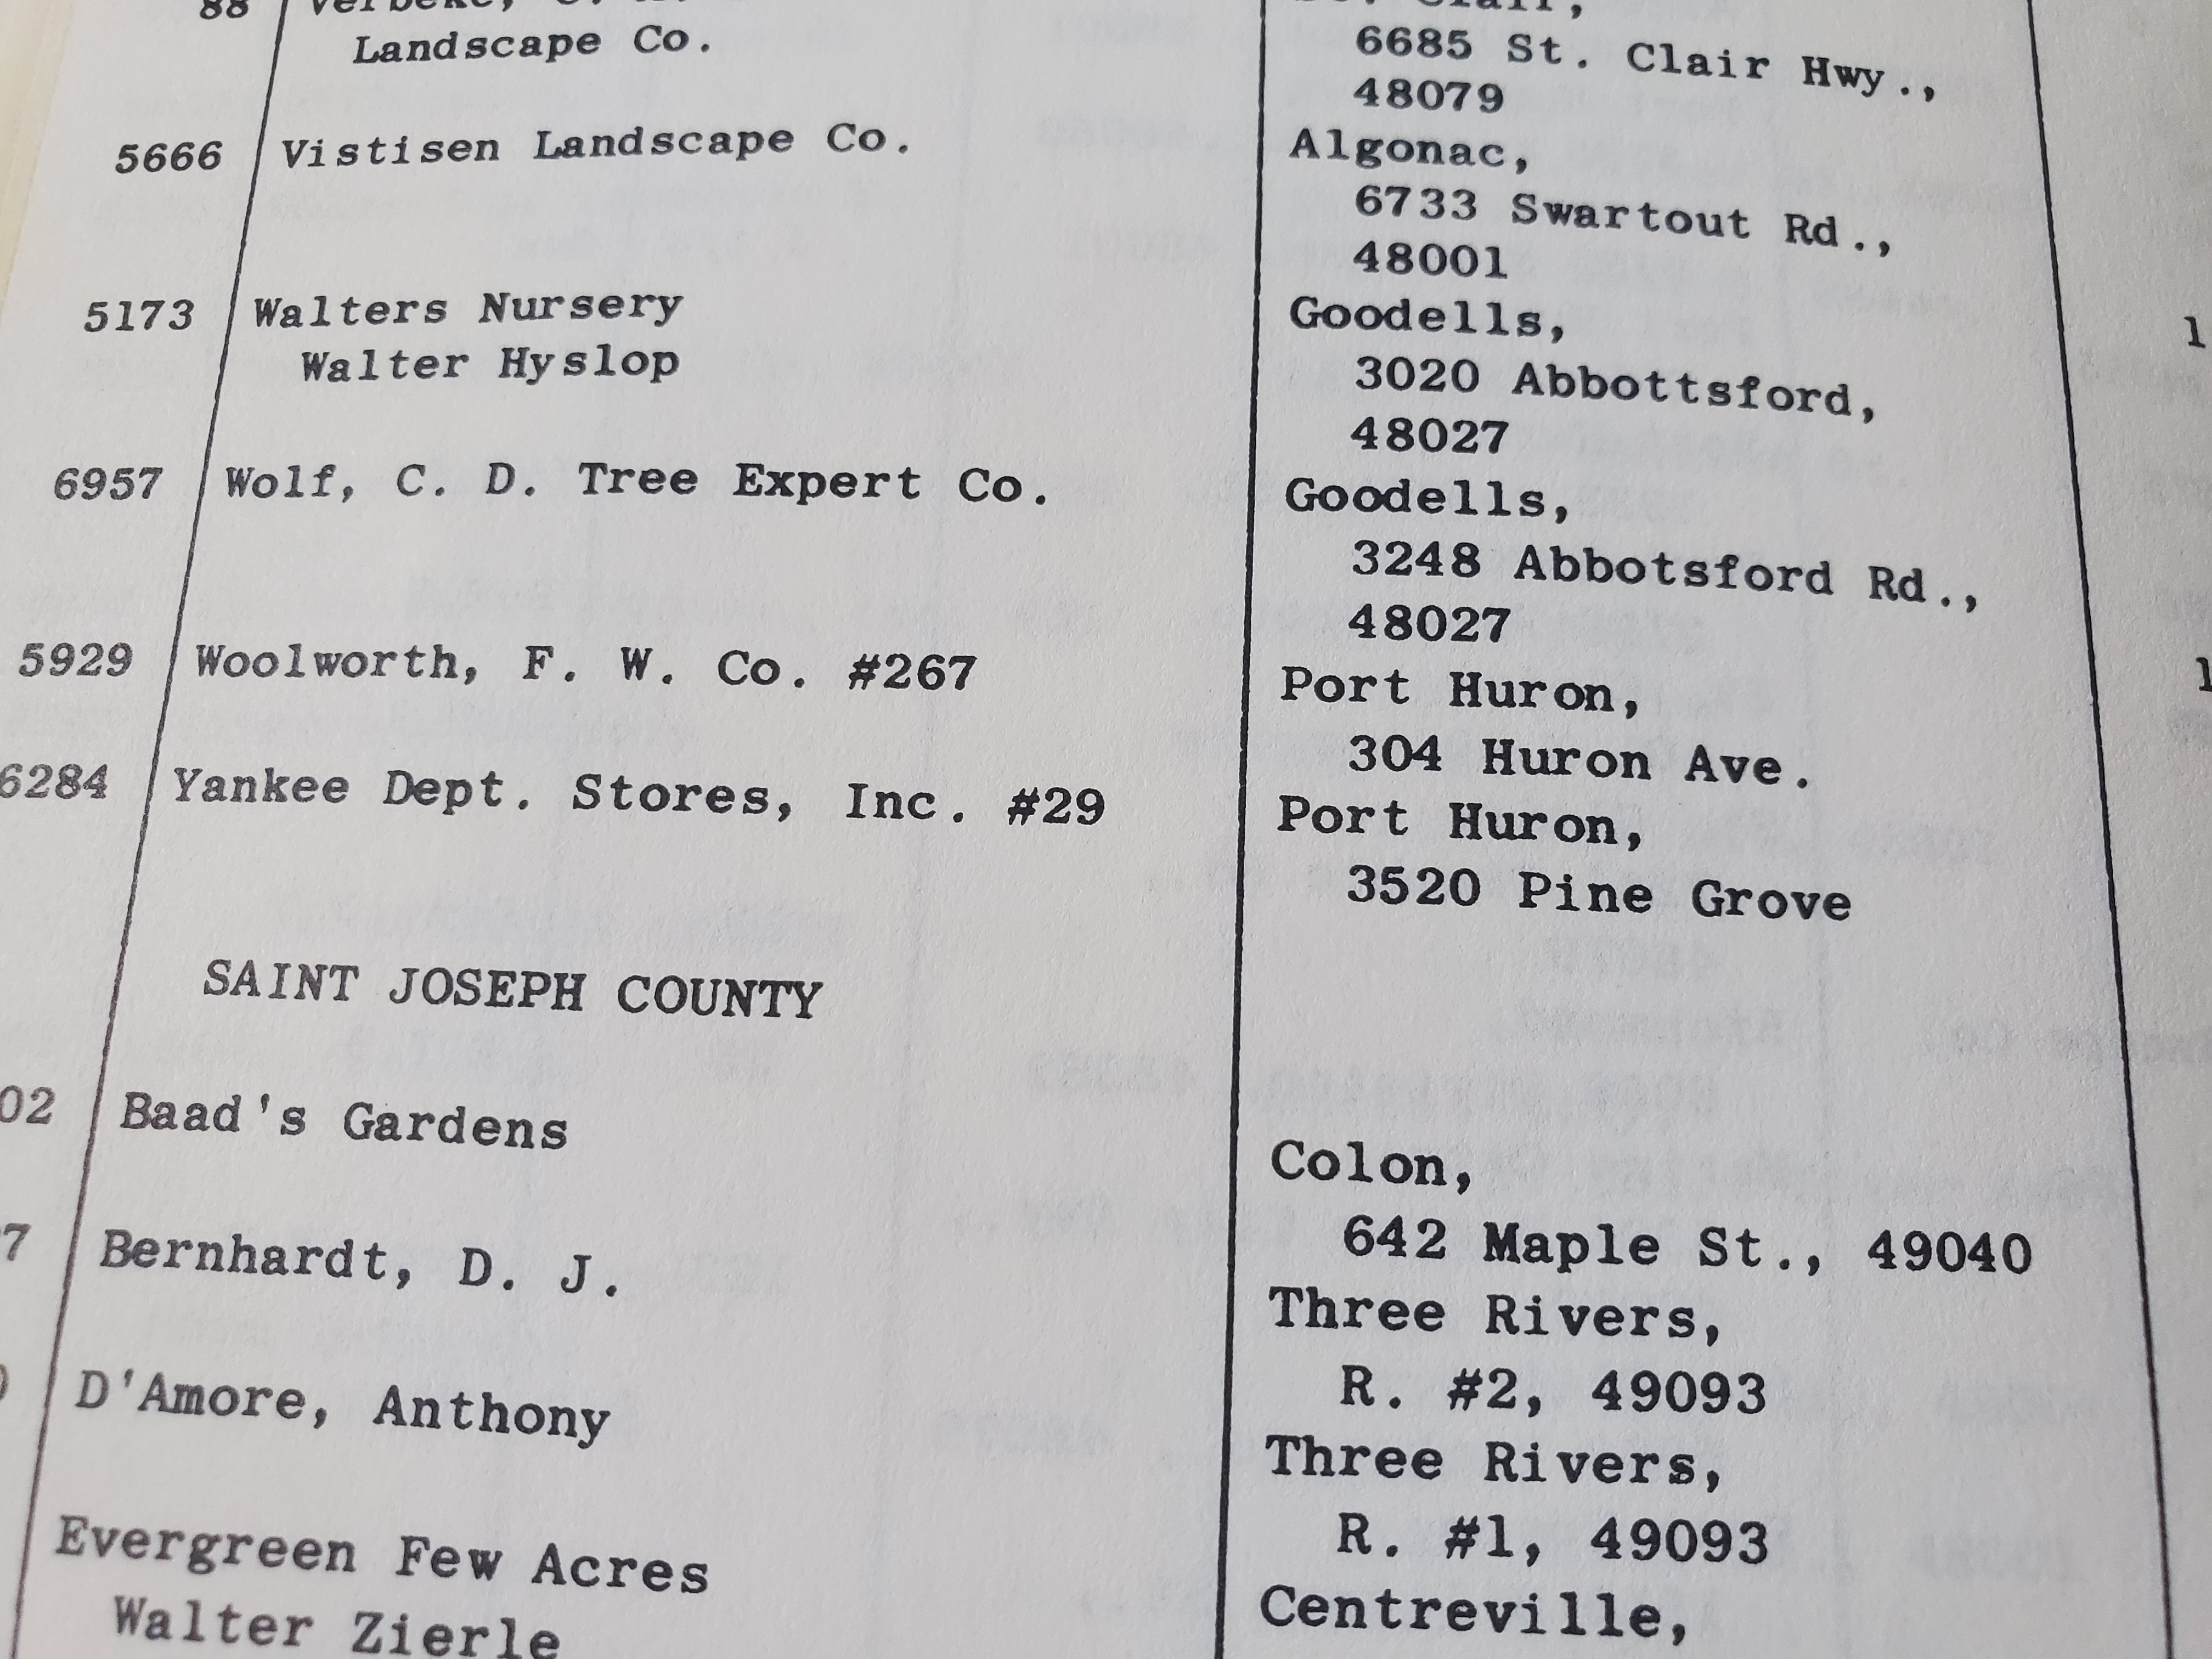 88 Landscape Co. 6685 St. Clair Hwy.,
48079
5666 Vistisen Landscape Co. Algonac,
6733 Swartout Rd.,
48001
5173 Walters Nursery Goodells,
Walter Hyslop 3020 Abbottsford,
48027
6957 Wolf, C. D. Tree Expert Co. Goodells,
3248 Abbotsford Rd.,
48027
5929 Woolworth, F. W. Co. #267 Port Huron,
304 Huron Ave.
6284 Yankee Dept. Stores, Inc. #29 Port Huron,
3520 Pine Grove
SAINT JOSEPH COUNTY
02 Baad's Gardens Colon,
642 Maple St., 49040
7 Bernhardt, D. J. Three Rivers,
R. #2, 49093
D'Amore, Anthony Three Rivers,
R. #1, 49093
Evergreen Few Acres Centreville,
Walter Zierle